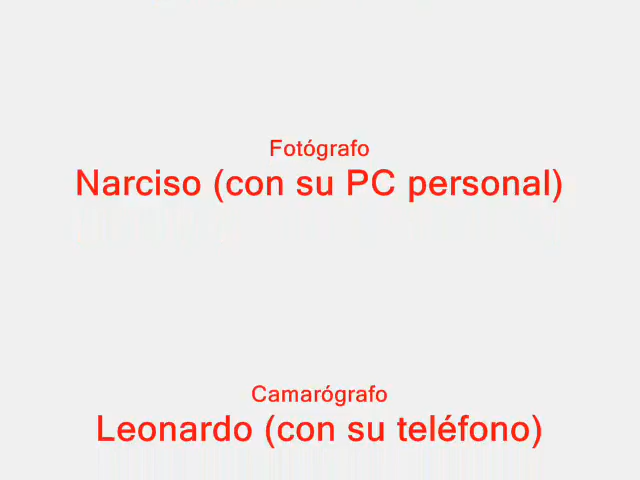 Fotógrafo
Narciso (con su PC personal)
Camarógrafo
Leonardo (con su teléfono)